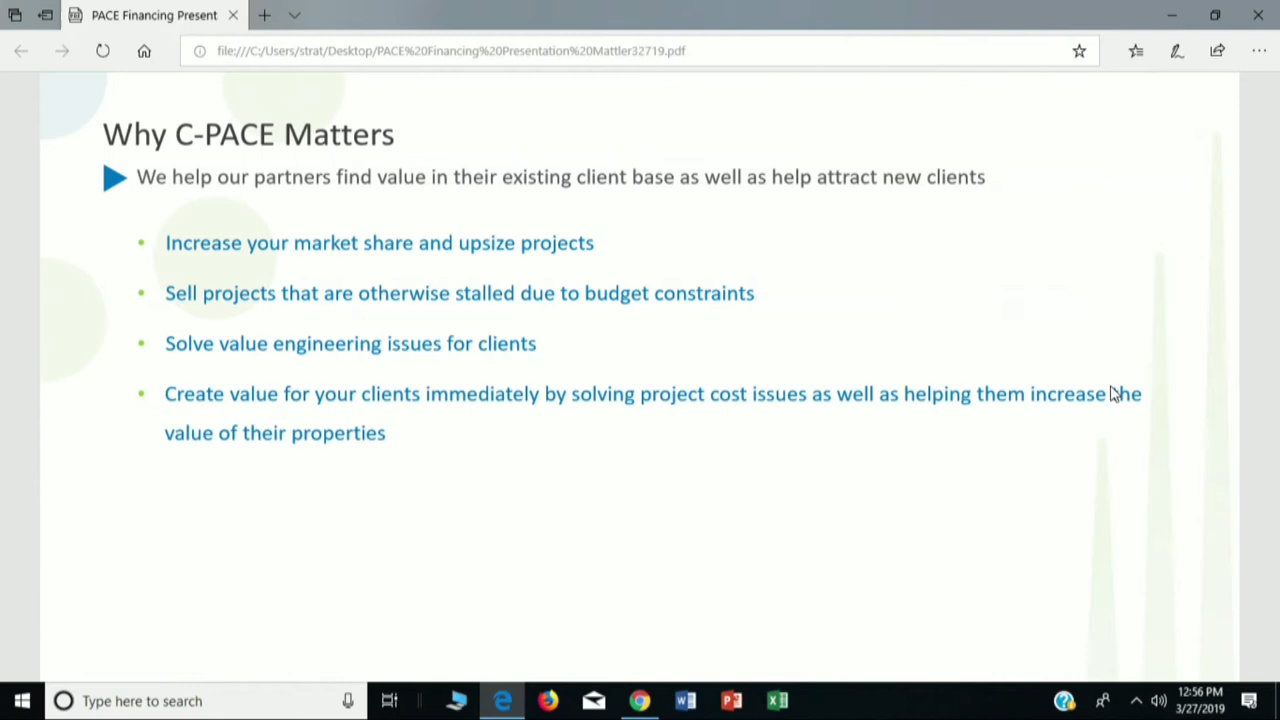 PACE Financing Present
file:///C:/Users/strat/Desktop/PACE%20Financing%20Presentation%20Mattler32719.pdf
Why C-PACE Matters
We help our partners find value in their existing client base as well as help attract new clients
• Increase your market share and upsize projects
• Sell projects that are otherwise stalled due to budget constraints
• Solve value engineering issues for clients
• Create value for your clients immediately by solving project cost issues as well as helping them increase the
value of their properties
Type here to search
12:56 PM
3/27/2019